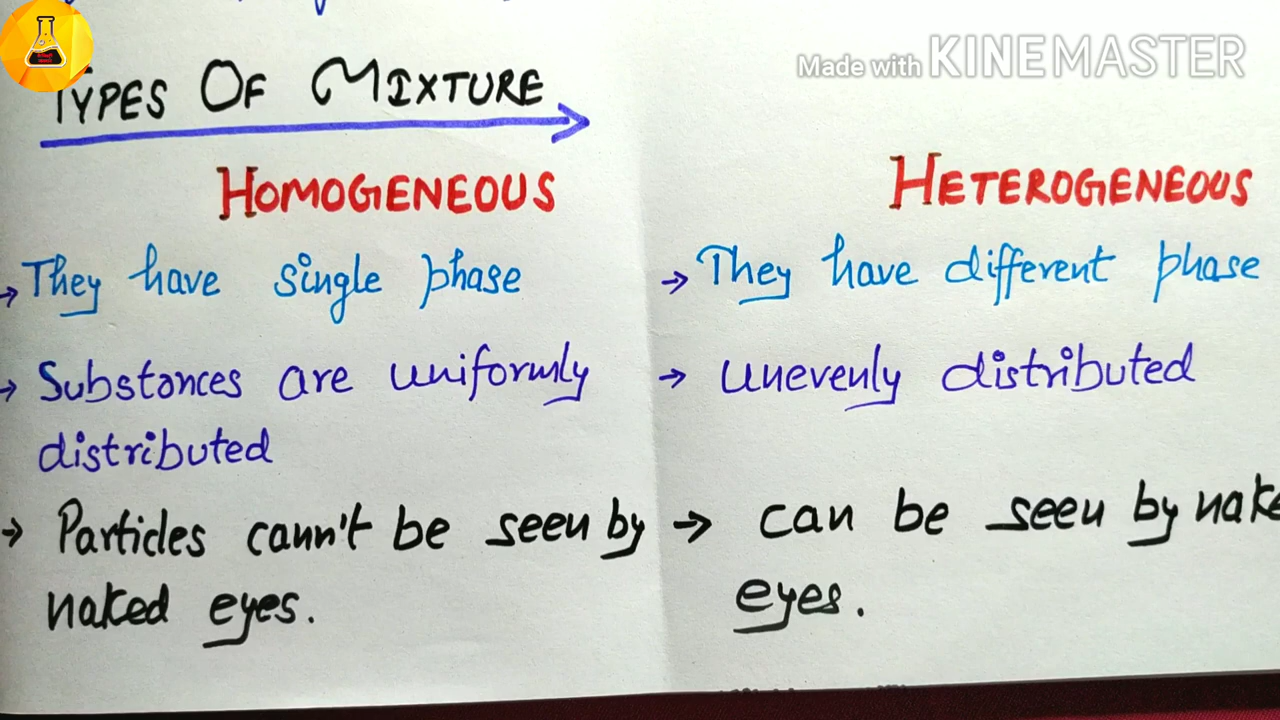 Made with KINEMASTER
TYPES OF MIXTURE
HOMOGENEOUS
→ They have single phase
→ Substances are uniformly
distributed
→ Particles cann't be seen by
naked eyes.
HETEROGENEOUS
→ They have different phase
→ unevenly distributed
→ can be seen by nake
eyes.